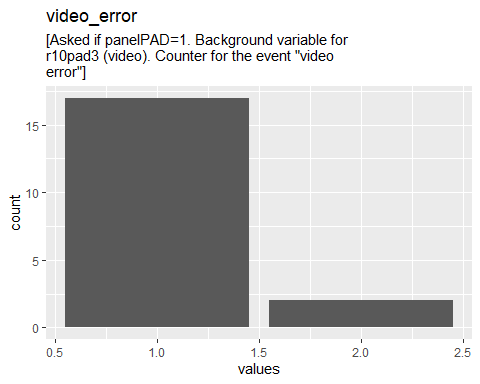 video_error
[Asked if panelPAD=1. Background variable for
r10pad3 (video). Counter for the event "video
error"]
15
10
5
0
count
0.5 1.0 1.5 2.0 2.5
values